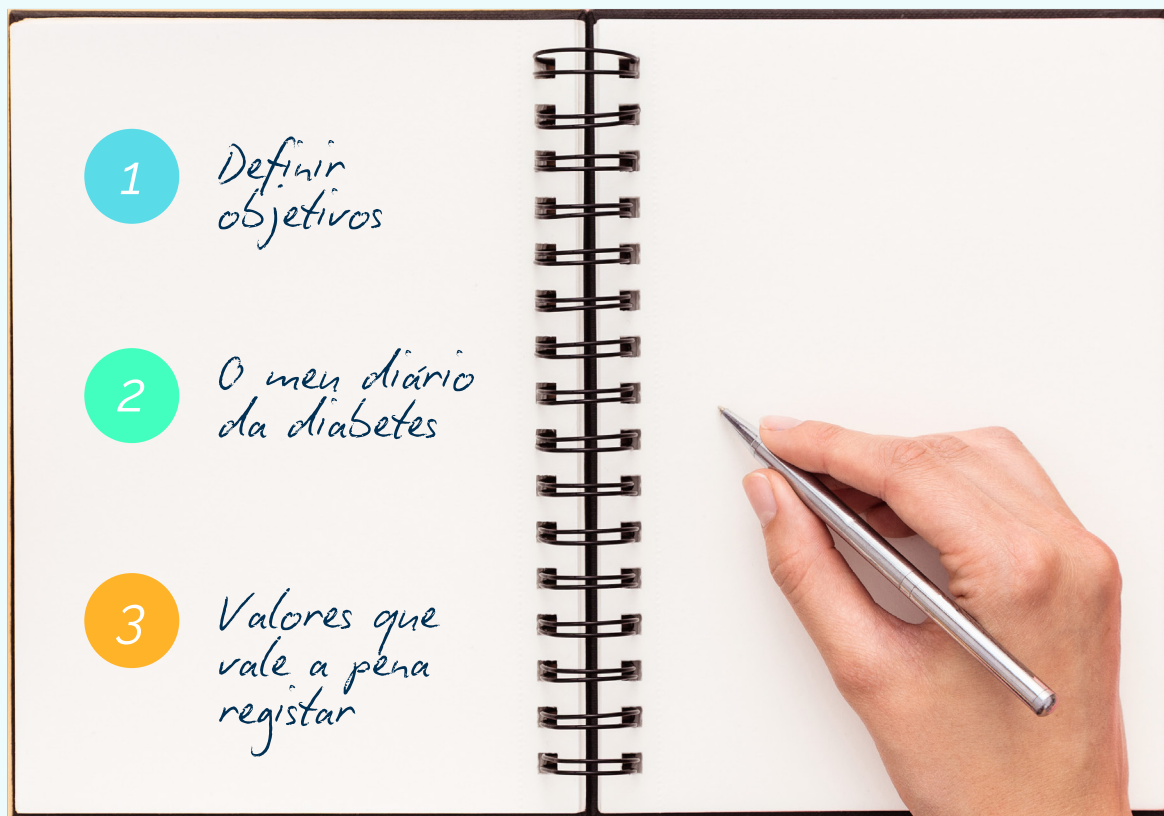 1
Definir
objetivos
2
O meu diário
da diabetes
3
Valores que
vale a pena
registar